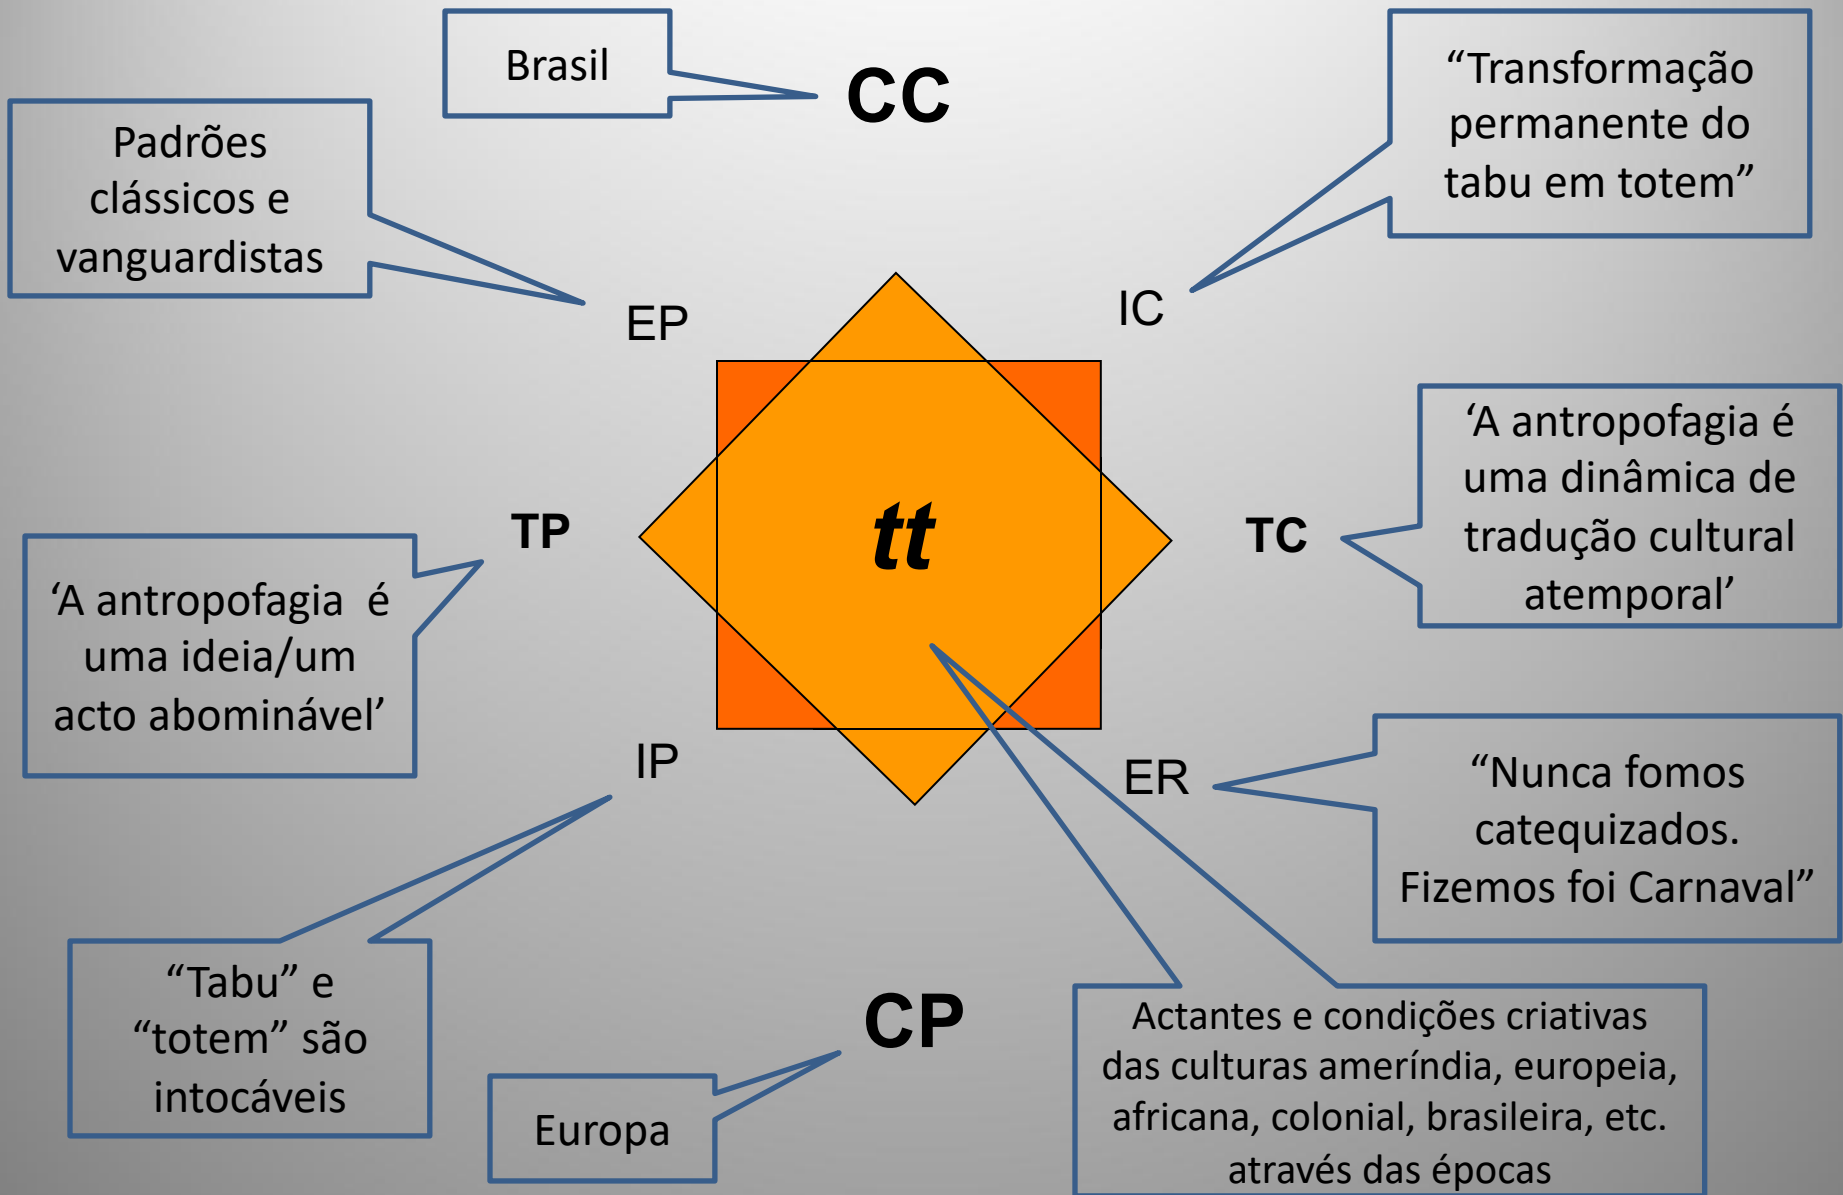 Brasil
CC
“Transformação
permanente do
tabu em totem”
Padrões
clássicos e
vanguardistas
EP
IC
‘A antropofagia é
uma dinâmica de
tradução cultural
atemporal’
TP
tt
TC
‘A antropofagia  é
uma ideia/um
acto abominável’
IP
ER
“Nunca fomos
catequizados.
Fizemos foi Carnaval”
“Tabu” e
“totem” são
intocáveis
CP
Europa
Actantes e condições criativas
das culturas ameríndia, europeia,
africana, colonial, brasileira, etc.
através das épocas